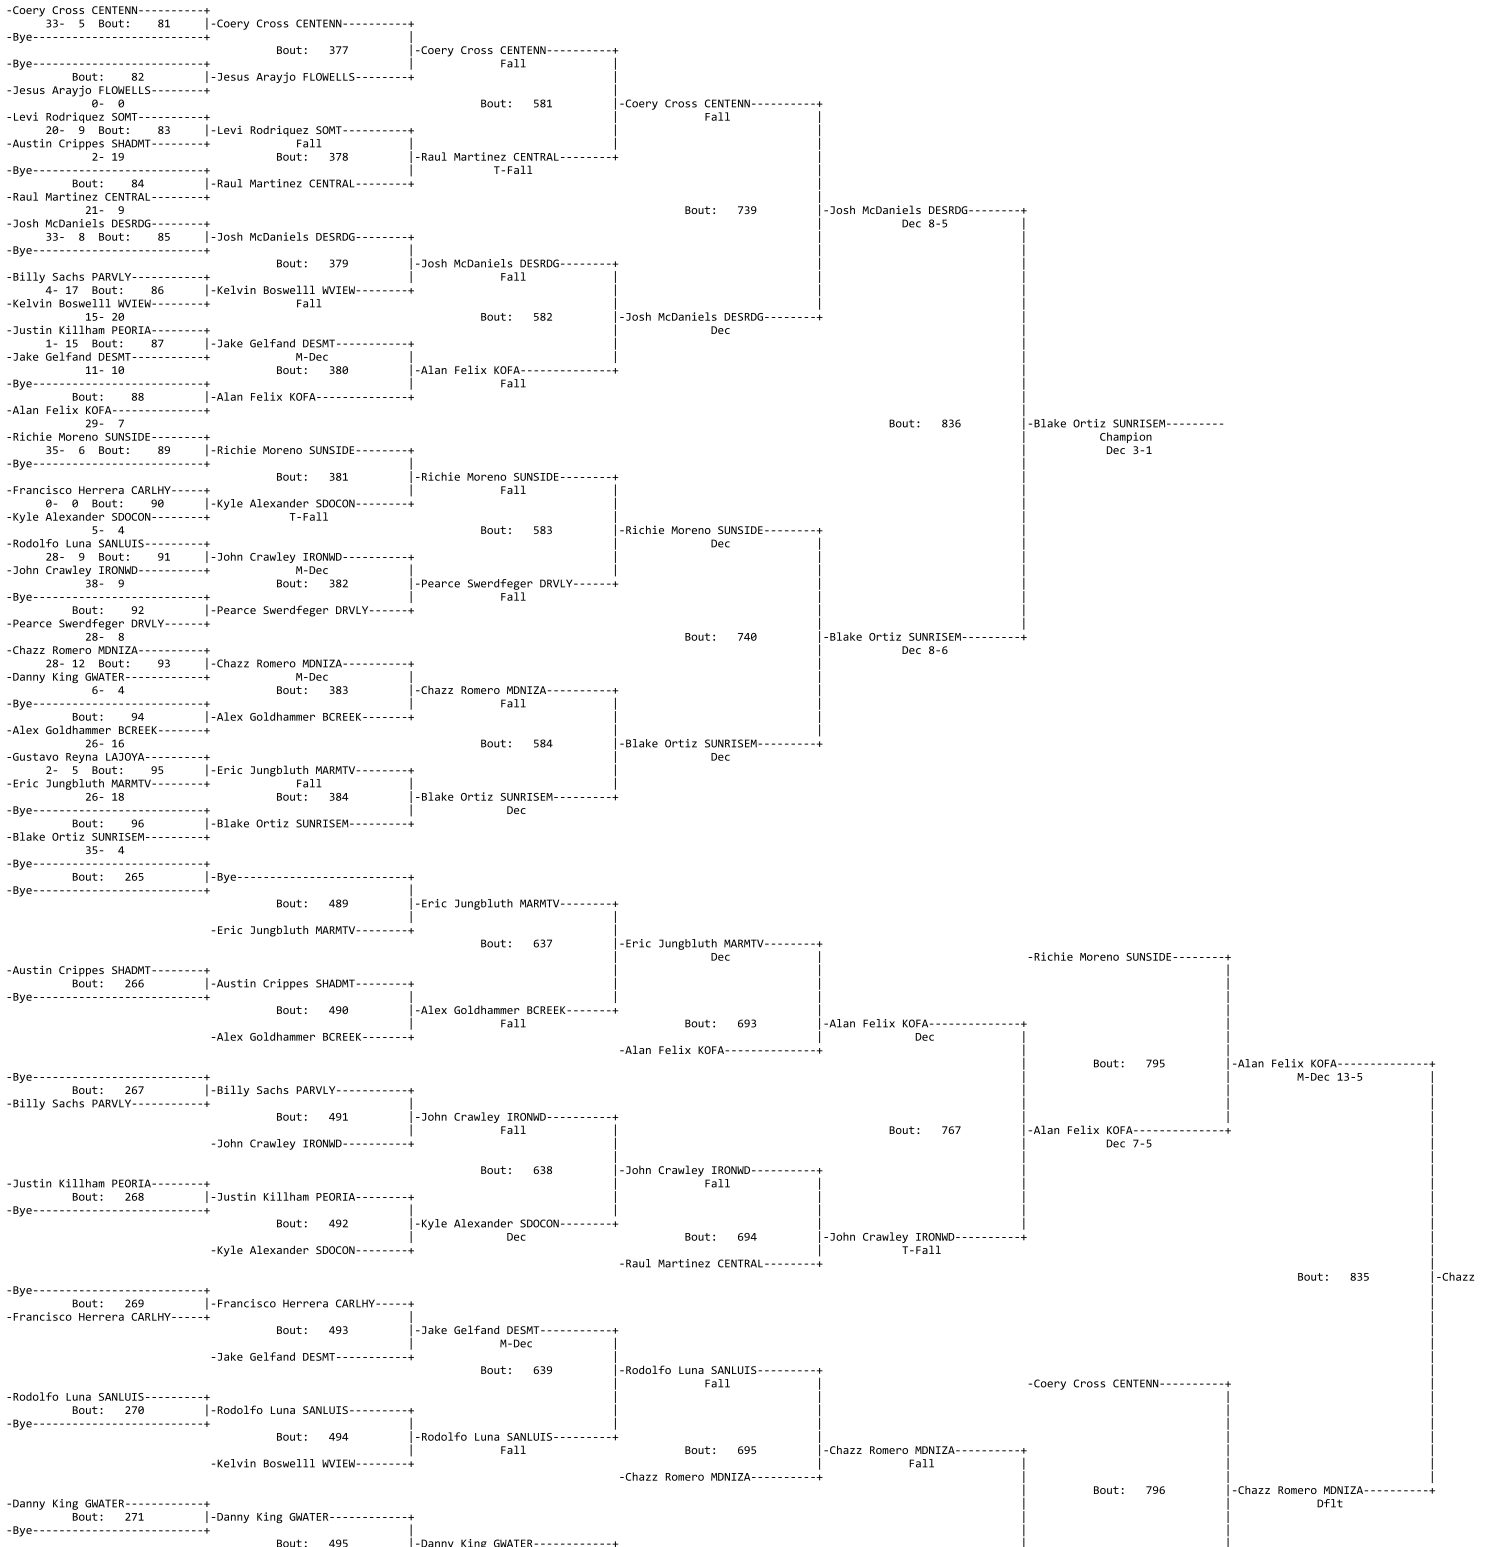 -Coery Cross CENTENN----------+
33-  5  Bout:    81     |-Coery Cross CENTENN----------+
-Bye--------------------------+                              |
Bout:   377          |-Coery Cross CENTENN----------+
-Bye--------------------------+                              |             Fall             |
Bout:    82         |-Jesus Arayjo FLOWELLS--------+                              |
-Jesus Arayjo FLOWELLS--------+                                                             |
0-  0                                                      Bout:   581         |-Coery Cross CENTENN----------+
-Levi Rodriquez SOMT----------+                                                             |             Fall             |
20-  9  Bout:    83     |-Levi Rodriquez SOMT----------+                              |                              |
-Austin Crippes SHADMT--------+             Fall             |                              |                              |
2- 19                       Bout:   378         |-Raul Martinez CENTRAL--------+                              |
-Bye--------------------------+                              |            T-Fall                                           |
Bout:    84         |-Raul Martinez CENTRAL--------+                                                             |
-Raul Martinez CENTRAL--------+                                                                                            |
21-  9                                                                                     Bout:   739         |-Josh McDaniels DESRDG--------+
-Josh McDaniels DESRDG--------+                                                                                            |            Dec 8-5           |
33-  8  Bout:    85     |-Josh McDaniels DESRDG--------+
-Bye--------------------------+                              |
Bout:   379         |-Josh McDaniels DESRDG--------+
-Billy Sachs PARVLY-----------+                              |             Fall             |
4- 17  Bout:    86     |-Kelvin Boswelll WVIEW--------+
-Kelvin Boswelll WVIEW--------+             Fall
15- 20                                                     Bout:   582         |-Josh McDaniels DESRDG--------+
-Justin Killham PEORIA--------+                                                             |             Dec
1- 15  Bout:    87     |-Jake Gelfand DESMT-----------+
-Jake Gelfand DESMT-----------+            M-Dec             |
11- 10                      Bout:   380         |-Alan Felix KOFA--------------+
-Bye--------------------------+                              |             Fall
Bout:    88         |-Alan Felix KOFA--------------+
-Alan Felix KOFA--------------+
29-  7                      Bout:   836         |-Blake Ortiz SUNRISEM---------
-Richie Moreno SUNSIDE--------+          Champion
35-  6  Bout:    89     |-Richie Moreno SUNSIDE--------+          Dec 3-1
-Bye--------------------------+
Bout:   381         |-Richie Moreno SUNSIDE--------+
-Francisco Herrera CARLHY-----+                              |             Fall
0-  0  Bout:    90     |-Kyle Alexander SDOCON--------+
-Kyle Alexander SDOCON--------+            T-Fall
5-  4                      Bout:   583         |-Richie Moreno SUNSIDE--------+
-Rodolfo Luna SANLUIS---------+             Dec
28-  9  Bout:    91     |-John Crawley IRONWD----------+
-John Crawley IRONWD----------+            M-Dec             |
38-  9                      Bout:   382         |-Pearce Swerdfeger DRVLY------+
-Bye--------------------------+                              |             Fall
Bout:    92         |-Pearce Swerdfeger DRVLY------+
-Pearce Swerdfeger DRVLY------+
28-  8                      Bout:   740         |-Blake Ortiz SUNRISEM---------+
-Chazz Romero MDNIZA----------+            Dec 8-6
28- 12  Bout:    93     |-Chazz Romero MDNIZA----------+
-Danny King GWATER------------+            M-Dec             |
6-  4                      Bout:   383         |-Chazz Romero MDNIZA----------+
-Bye--------------------------+                              |             Fall
Bout:    94         |-Alex Goldhammer BCREEK-------+
-Alex Goldhammer BCREEK-------+
26- 16                      Bout:   584         |-Blake Ortiz SUNRISEM---------+
-Gustavo Reyna LAJOYA---------+             Dec
2-  5  Bout:    95     |-Eric Jungbluth MARMTV--------+
-Eric Jungbluth MARMTV--------+             Fall             |
26- 18                      Bout:   384         |-Blake Ortiz SUNRISEM---------+
-Bye--------------------------+                              |             Dec
Bout:    96         |-Blake Ortiz SUNRISEM---------+
-Blake Ortiz SUNRISEM---------+
35-  4
-Bye--------------------------+
Bout:   265         |-Bye--------------------------+
-Bye--------------------------+                              |
Bout:   489         |-Eric Jungbluth MARMTV--------+
-Eric Jungbluth MARMTV--------+
Bout:   637         |-Eric Jungbluth MARMTV--------+
Dec          -Richie Moreno SUNSIDE--------+
-Austin Crippes SHADMT--------+
Bout:   266         |-Austin Crippes SHADMT--------+
-Bye--------------------------+
Bout:   490         |-Alex Goldhammer BCREEK-------+
Fall          Bout:   693         |-Alan Felix KOFA--------------+
-Alex Goldhammer BCREEK-------+          Dec
-Alan Felix KOFA--------------+
Bout:   795         |-Alan Felix KOFA--------------+
-Bye--------------------------+          M-Dec 13-5
Bout:   267         |-Billy Sachs PARVLY-----------+
-Billy Sachs PARVLY-----------+
Bout:   491         |-John Crawley IRONWD----------+
Fall          Bout:   767         |-Alan Felix KOFA--------------+
-John Crawley IRONWD----------+          Dec 7-5
Bout:   638         |-John Crawley IRONWD----------+
-Justin Killham PEORIA--------+             Fall
Bout:   268         |-Justin Killham PEORIA--------+
-Bye--------------------------+
Bout:   492         |-Kyle Alexander SDOCON--------+
Dec          Bout:   694         |-John Crawley IRONWD----------+
-Kyle Alexander SDOCON--------+            T-Fall
-Raul Martinez CENTRAL--------+
Bout:   835         |-Chazz
-Bye--------------------------+
Bout:   269         |-Francisco Herrera CARLHY-----+
-Francisco Herrera CARLHY-----+
Bout:   493         |-Jake Gelfand DESMT-----------+
M-Dec
-Jake Gelfand DESMT-----------+
Bout:   639         |-Rodolfo Luna SANLUIS---------+
Fall          -Coery Cross CENTENN----------+
-Rodolfo Luna SANLUIS---------+
Bout:   270         |-Rodolfo Luna SANLUIS---------+
-Bye--------------------------+
Bout:   494         |-Rodolfo Luna SANLUIS---------+
Fall          Bout:   695         |-Chazz Romero MDNIZA----------+
-Kelvin Boswelll WVIEW--------+             Fall
-Chazz Romero MDNIZA----------+
Bout:   796         |-Chazz Romero MDNIZA----------+
-Danny King GWATER------------+             Dflt
Bout:   271         |-Danny King GWATER------------+
-Bye--------------------------+
Bout:   495         |-Danny King GWATER------------+